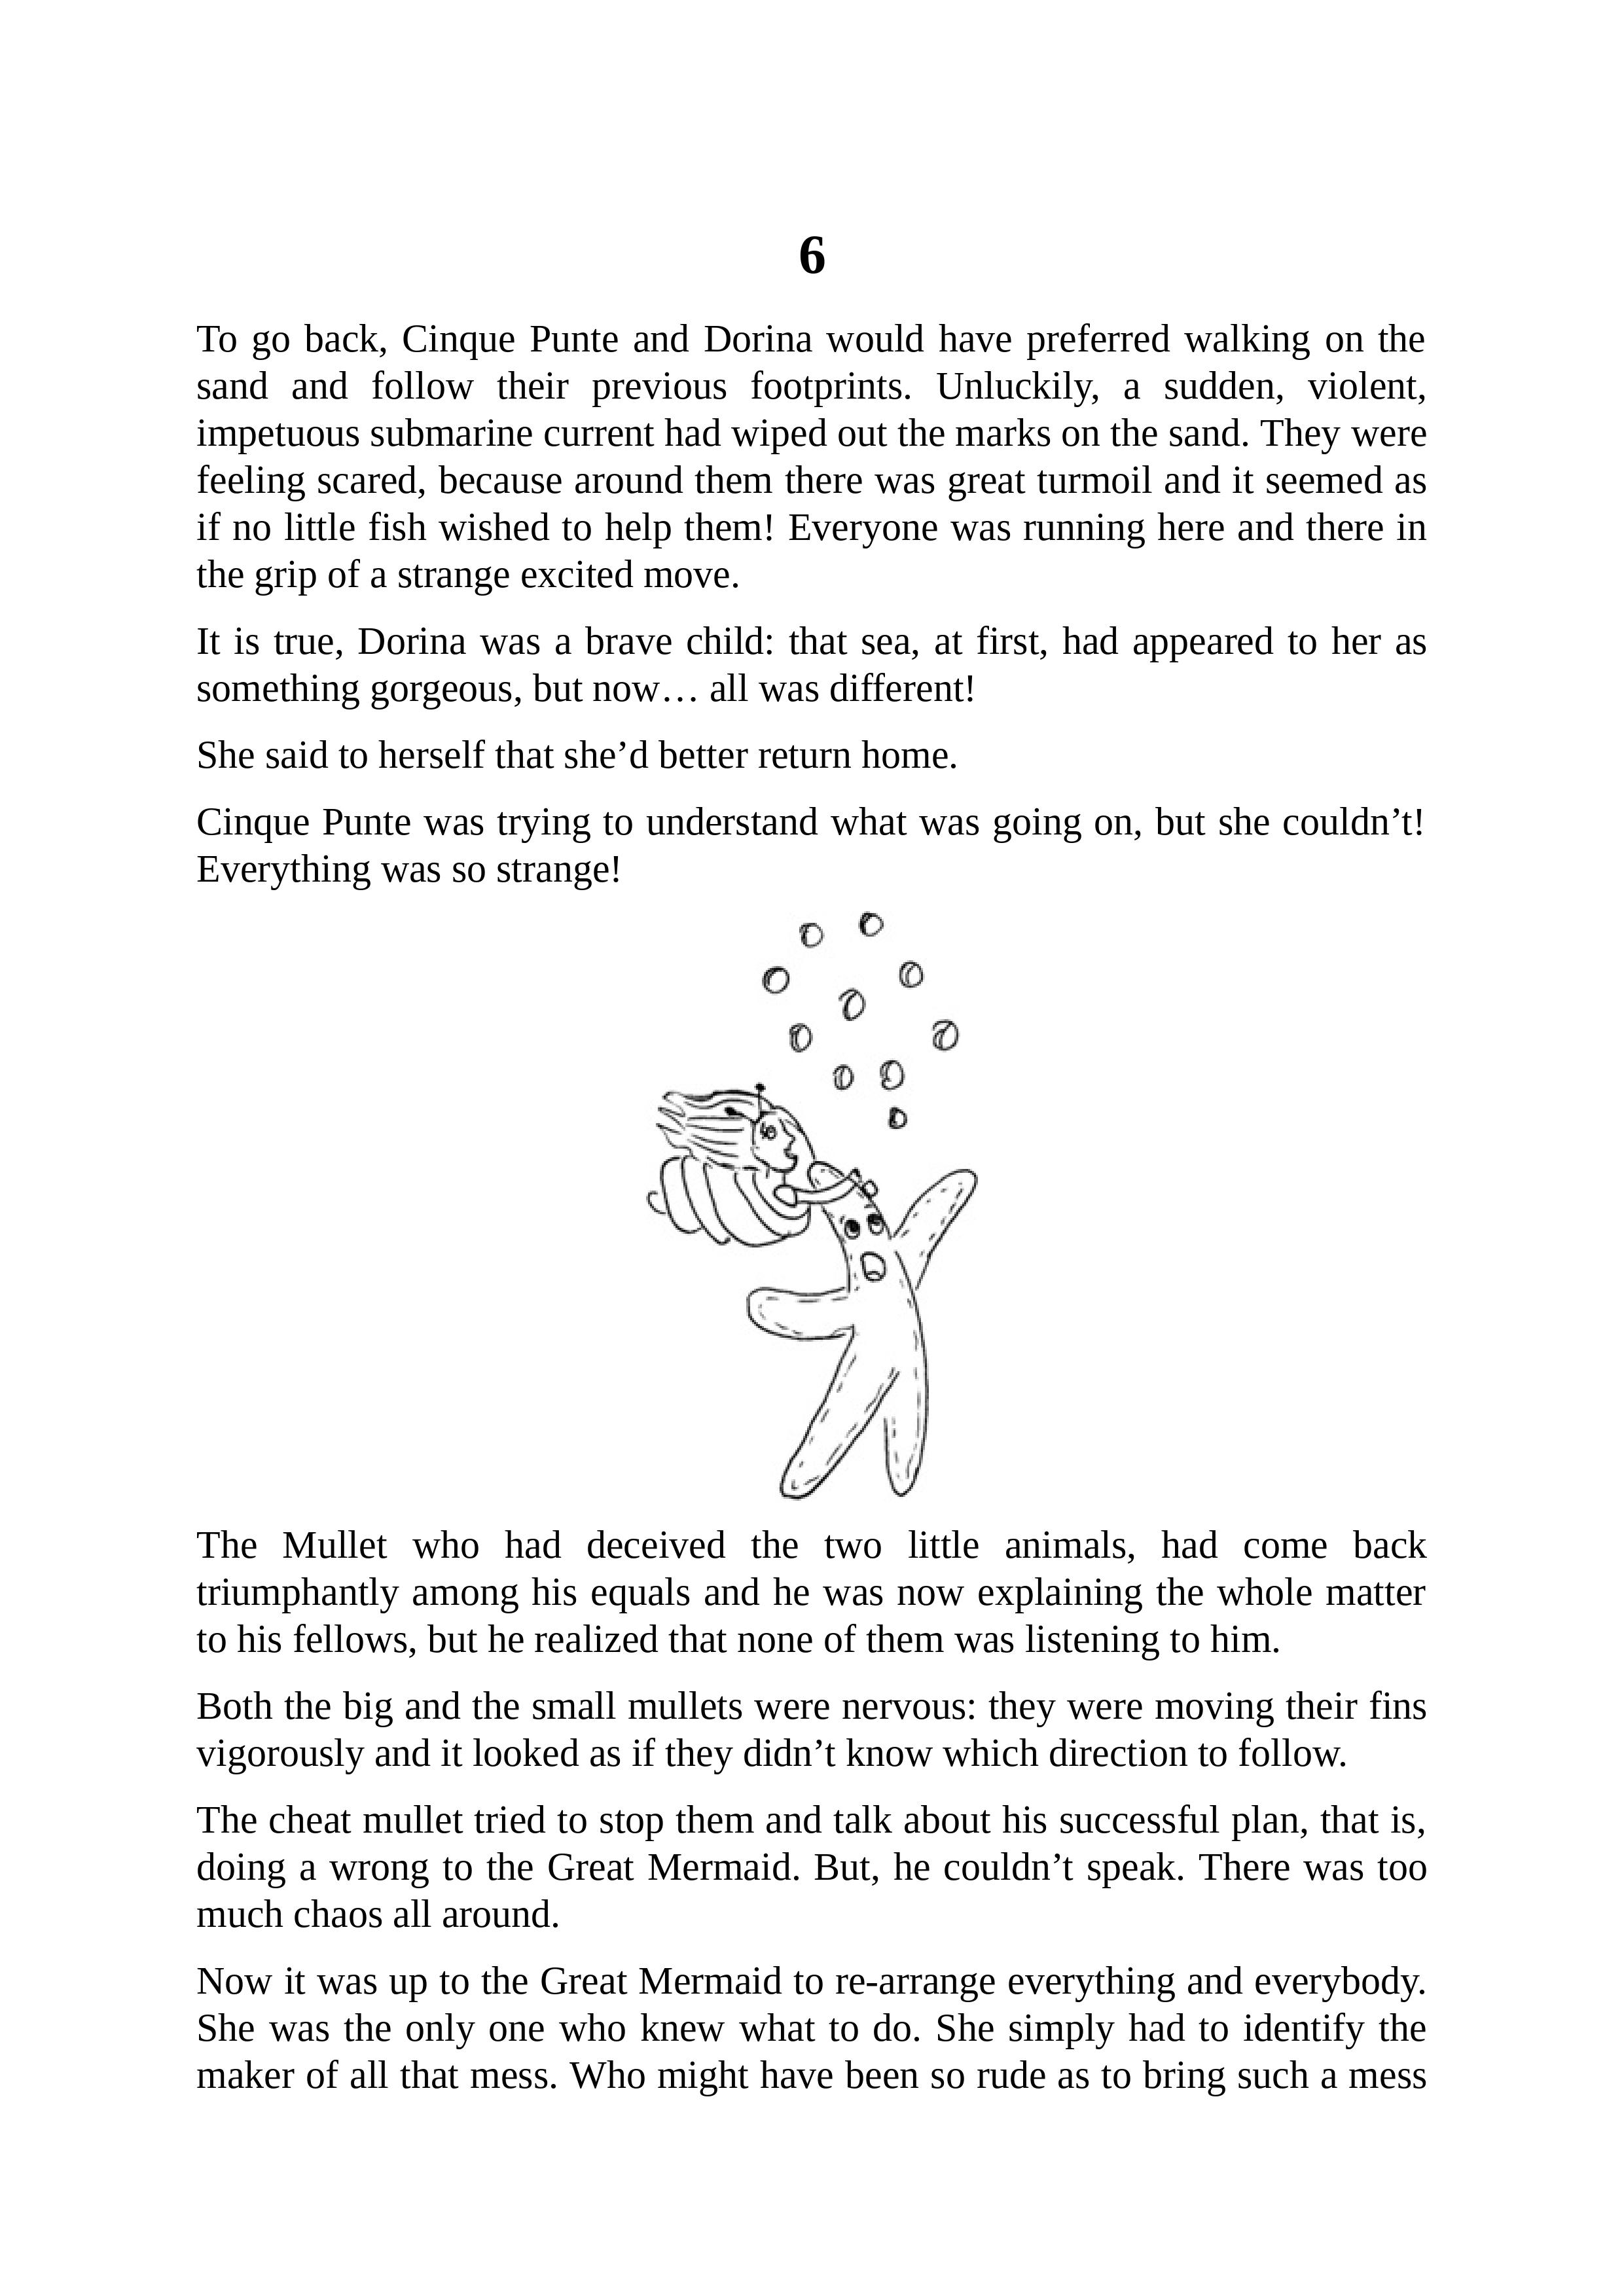 6
To go back, Cinque Punte and Dorina would have preferred walking on the
sand and follow their previous footprints. Unluckily, a sudden, violent,
impetuous submarine current had wiped out the marks on the sand. They were
feeling scared, because around them there was great turmoil and it seemed as
if no little fish wished to help them! Everyone was running here and there in
the grip of a strange excited move.
It is true, Dorina was a brave child: that sea, at first, had appeared to her as
something gorgeous, but now… all was different!
She said to herself that she’d better return home.
Cinque Punte was trying to understand what was going on, but she couldn’t!
Everything was so strange!
The Mullet who had deceived the two little animals, had come back
triumphantly among his equals and he was now explaining the whole matter
to his fellows, but he realized that none of them was listening to him.
Both the big and the small mullets were nervous: they were moving their fins
vigorously and it looked as if they didn’t know which direction to follow.
The cheat mullet tried to stop them and talk about his successful plan, that is,
doing a wrong to the Great Mermaid. But, he couldn’t speak. There was too
much chaos all around.
Now it was up to the Great Mermaid to re-arrange everything and everybody.
She was the only one who knew what to do. She simply had to identify the
maker of all that mess. Who might have been so rude as to bring such a mess